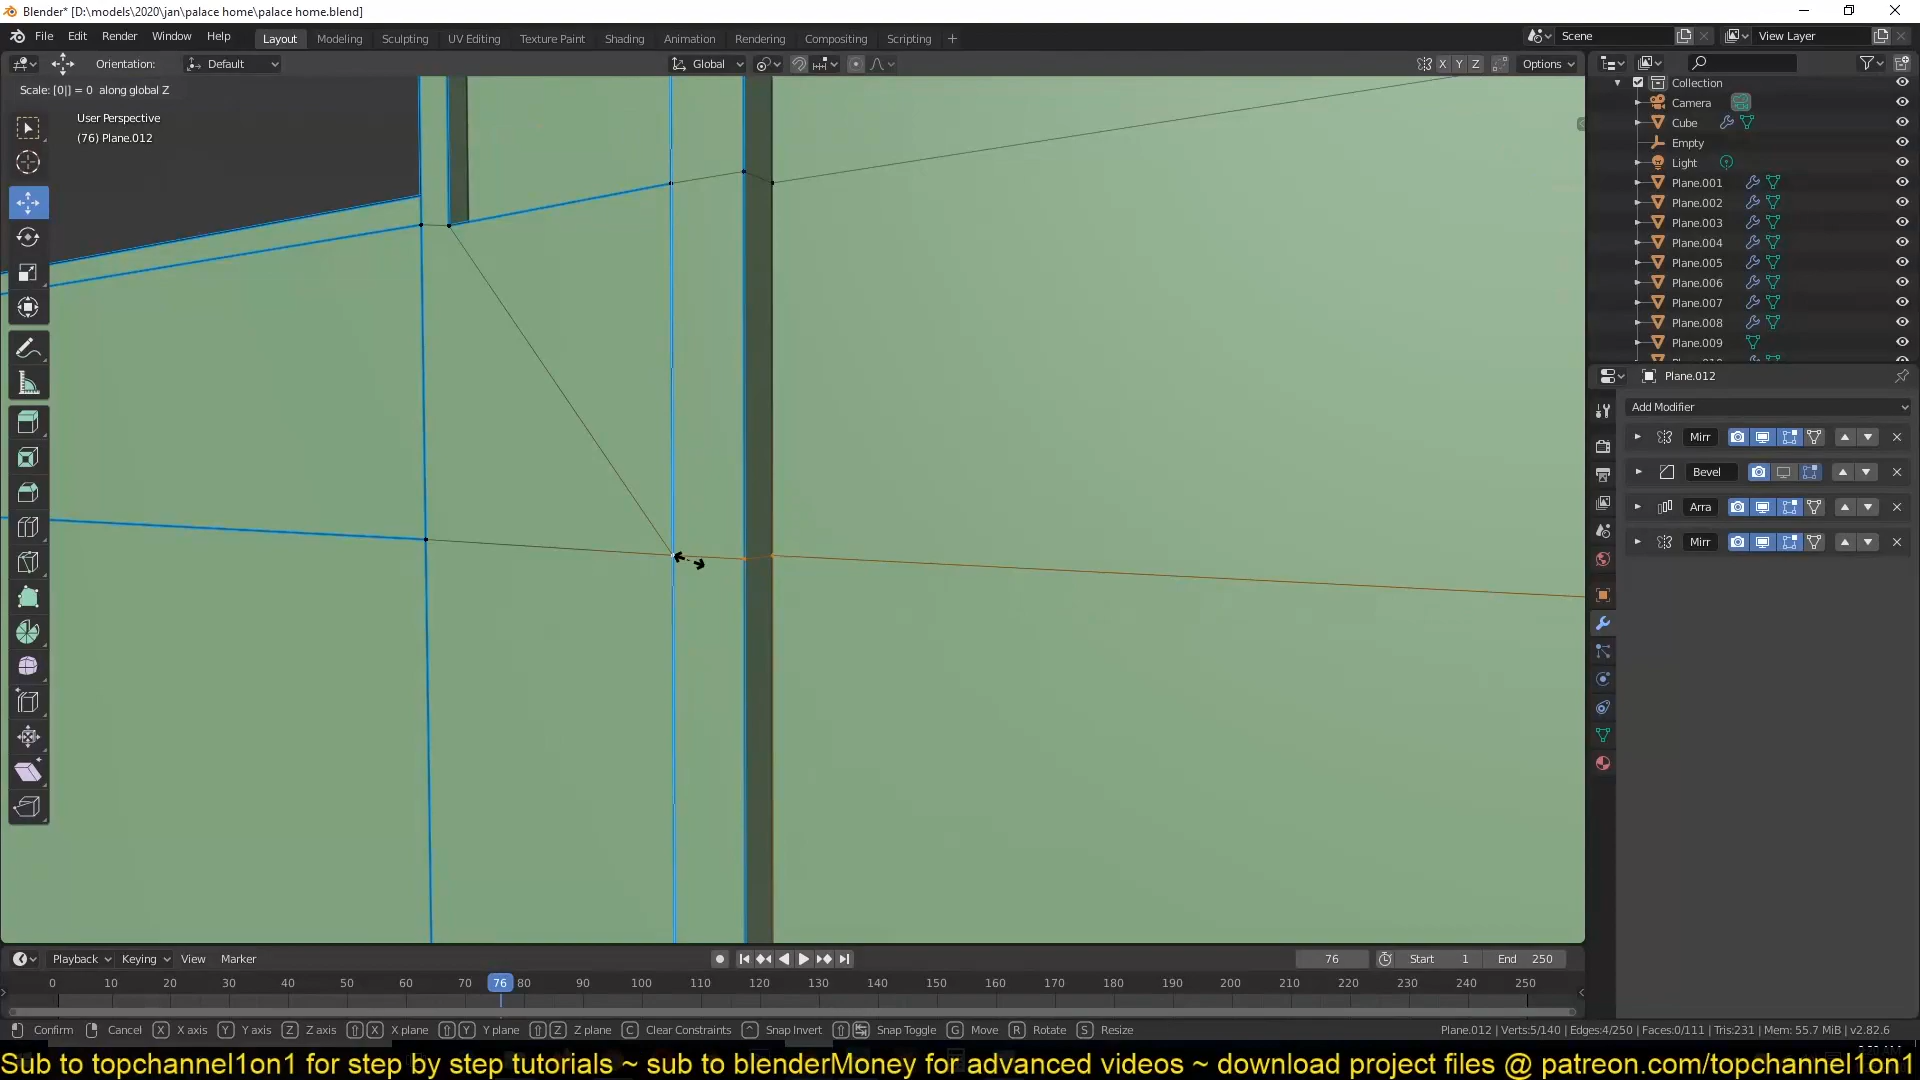 Blender* [D:\models\2020\jan\palace home\palace home.blend]
File Edit Render Window Help Layout Modeling Sculpting UV Editing Texture Paint Shading Animation Rendering Compositing Scripting Scene View Layer
Orientation: Default Global X Y Z Options
Scale: [0|] = 0 along global Z
User Perspective
(76) Plane.012
Collection
Camera
Cube
Empty
Light
Plane.001
Plane.002
Plane.003
Plane.004
Plane.005
Plane.006
Plane.007
Plane.008
Plane.009
Plane.012
Add Modifier
Mirr
Bevel
Arra
Mirr
Playback Keying View Marker 76 Start 1 End 250
0 10 20 30 40 50 60 70 76 80 90 100 110 120 130 140 150 160 170 180 190 200 210 220 230 240 250
Confirm Cancel X X axis Y Y axis Z Z axis X X plane Y Y plane Z Z plane C Clear Constraints Snap Invert Snap Toggle G Move R Rotate S Resize Plane.012 | Verts:5/140 | Edges:4/250 | Faces:0/111 | Tris:231 | Mem: 55.7 MiB | v2.82.6
Sub to topchannel1on1 for step by step tutorials ~ sub to blenderMoney for advanced videos ~ download project files @ patreon.com/topchannel1on1